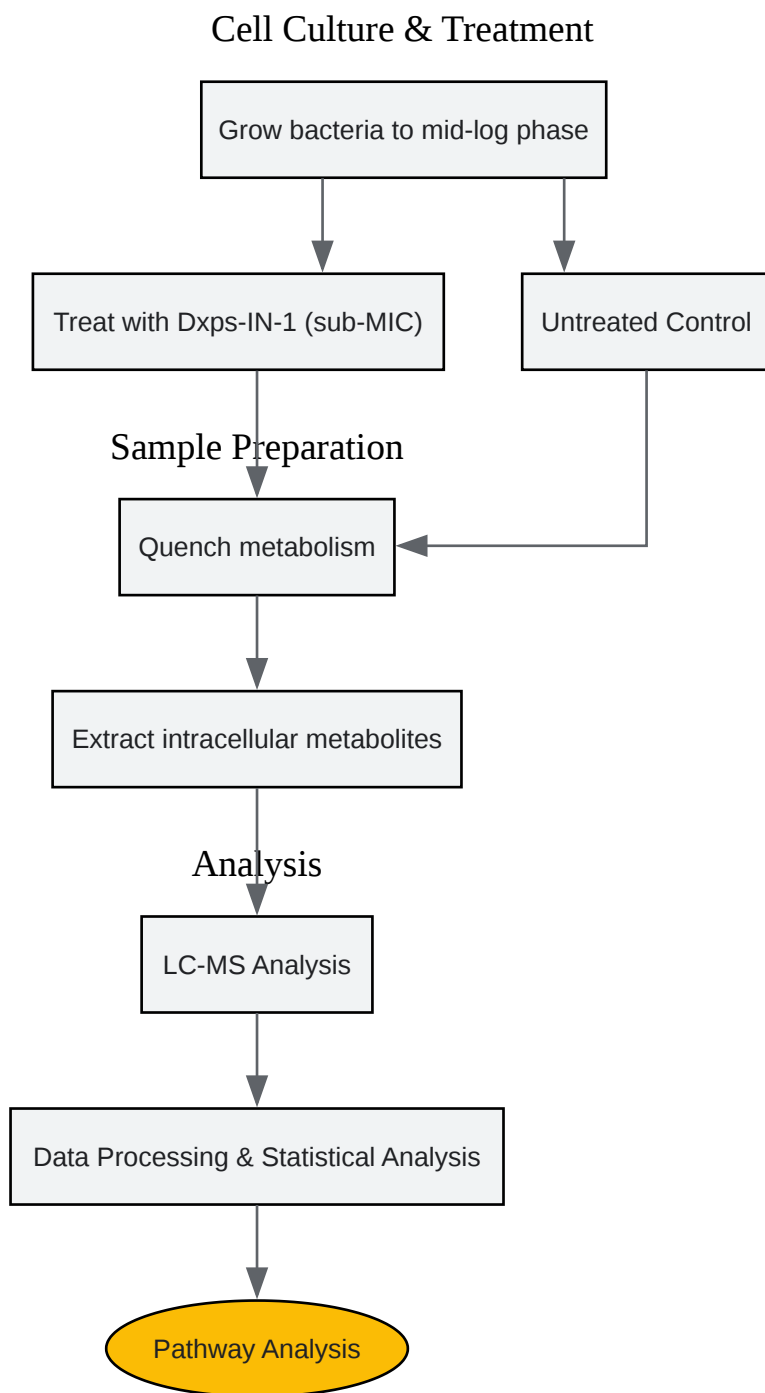 Cell Culture & Treatment
Grow bacteria to mid-log phase
Treat with Dxps-IN-1 (sub-MIC)
Untreated Control
Sample Preparation
Quench metabolism
Extract intracellular metabolites
Analysis
LC-MS Analysis
Data Processing & Statistical Analysis
Pathway Analysis